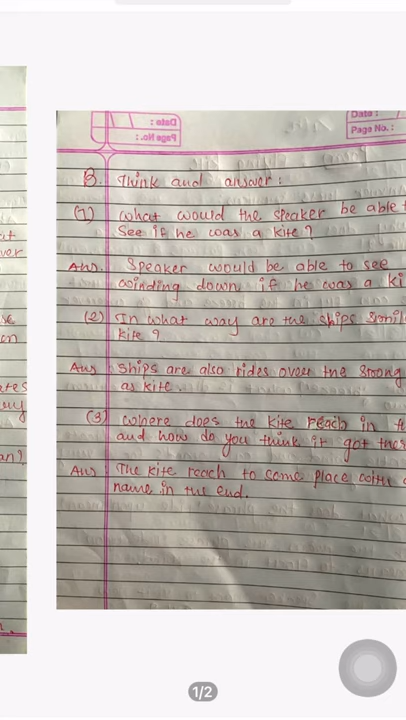 Date :
Page No.:
B. Think and answer:
(1) What would the speaker be able t
See if he was a kite?
Ans. Speaker would be able to see
winding down if he was a ki
(2) In what way are the ships simil
kite?
Ans ships are also rides over the strong
as kite.
(3) Where does the kite reach in
and how do you think it got ther
Ans The kite reach to some place with
name in the end.
1/2